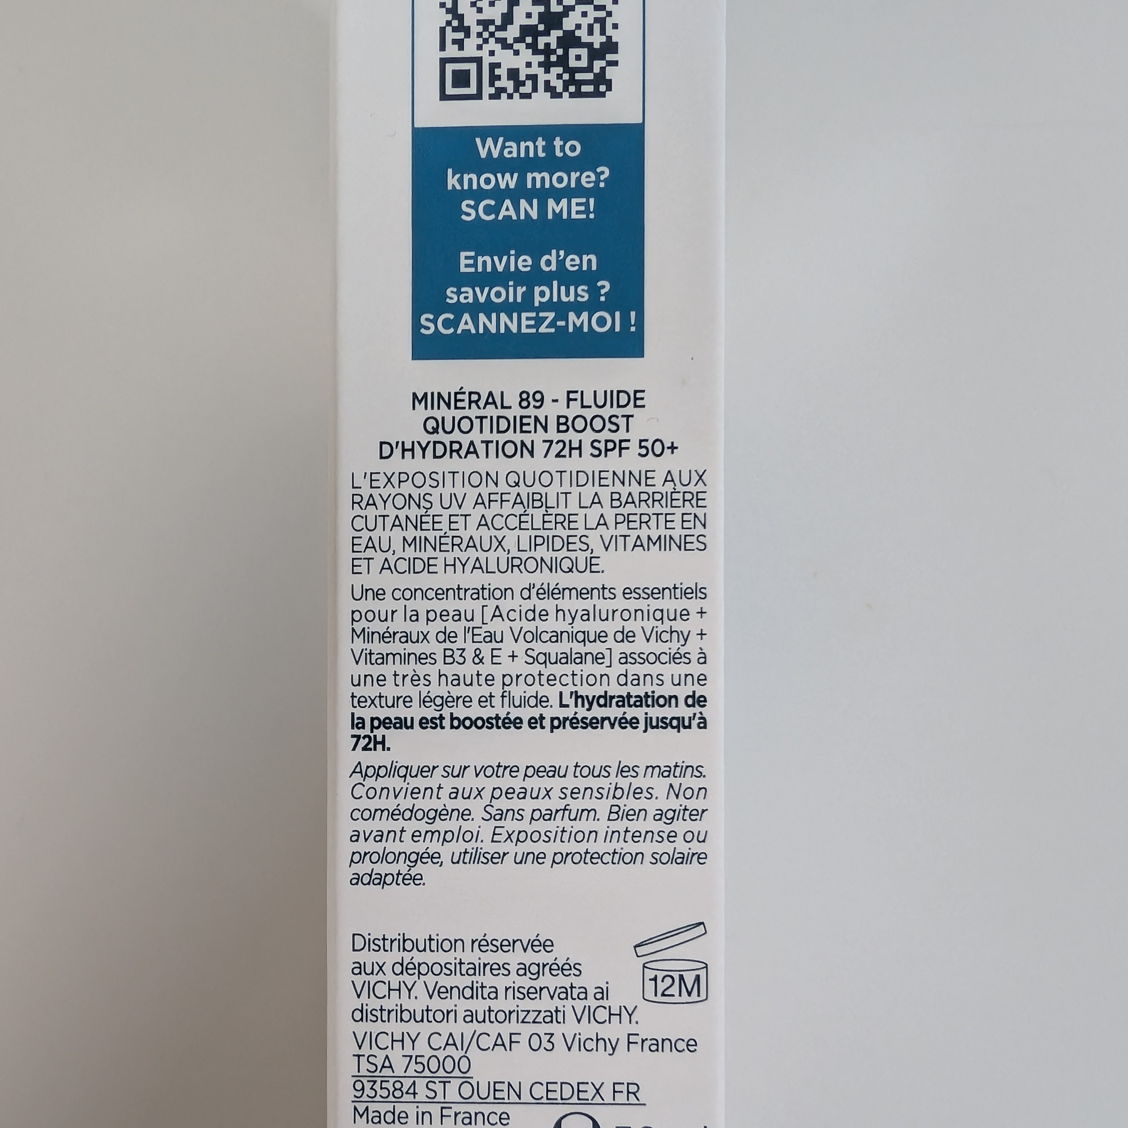 Want to
know more?
SCAN ME!
Envie d'en
savoir plus ?
SCANNEZ-MOI !
MINÉRAL 89 - FLUIDE
QUOTIDIEN BOOST
D'HYDRATION 72H SPF 50+
L'EXPOSITION QUOTIDIENNE AUX
RAYONS UV AFFAIBLIT LA BARRIÈRE
CUTANÉE ET ACCÉLÈRE LA PERTE EN
EAU, MINÉRAUX, LIPIDES, VITAMINES
ET ACIDE HYALURONIQUE.
Une concentration d'éléments essentiels
pour la peau [Acide hyaluronique +
Minéraux de l'Eau Volcanique de Vichy +
Vitamines B3 & E + Squalane] associés à
une très haute protection dans une
texture légère et fluide. L'hydratation de
la peau est boostée et préservée jusqu'à
72H.
Appliquer sur votre peau tous les matins.
Convient aux peaux sensibles. Non
comédogène. Sans parfum. Bien agiter
avant emploi. Exposition intense ou
prolongée, utiliser une protection solaire
adaptée.
Distribution réservée
aux dépositaires agréés
VICHY. Vendita riservata ai
distributori autorizzati VICHY.
12M
VICHY CAI/CAF 03 Vichy France
TSA 75000
93584 ST OUEN CEDEX FR
Made in France